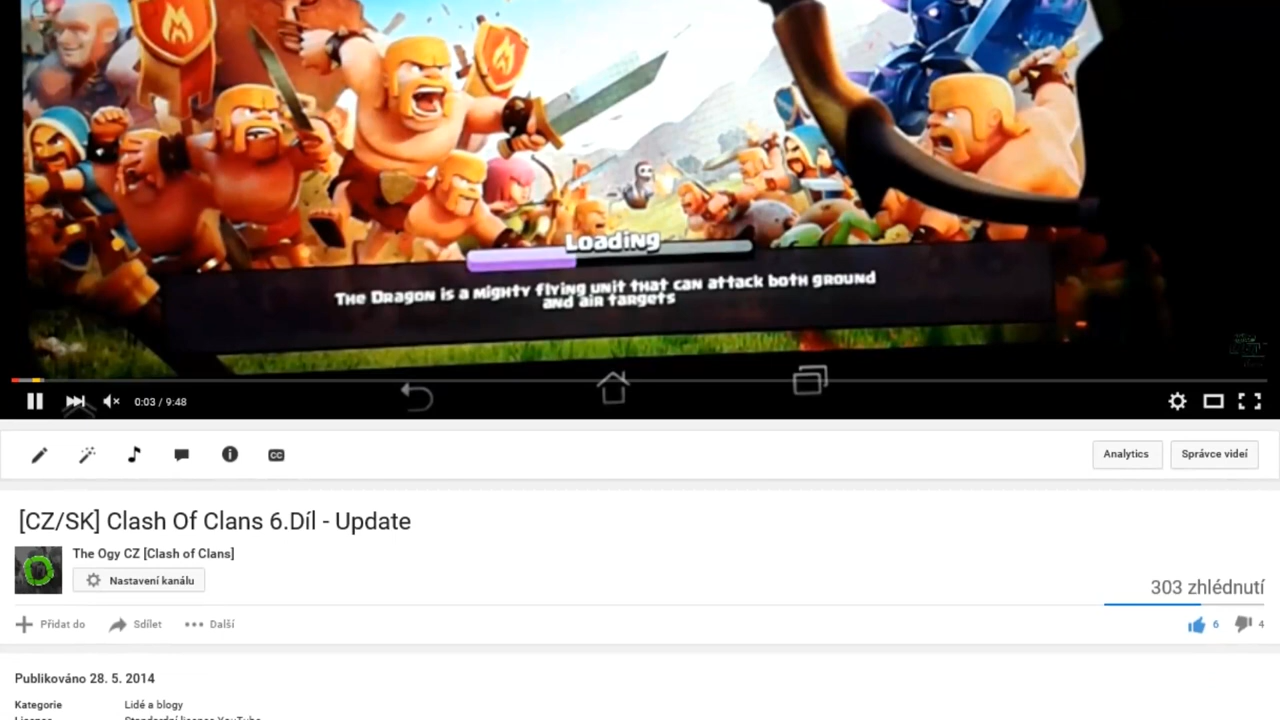 Loading
The Dragon is a mighty flying unit that can attack both ground
and air targets
0:03 / 9:48
CC
Analytics
Správce videí
[CZ/SK] Clash Of Clans 6.Díl - Update
The Ogy CZ [Clash of Clans]
Nastavení kanálu
303 zhlédnutí
Přidat do
Sdílet
Další
6
4
Publikováno 28. 5. 2014
Kategorie
Lidé a blogy